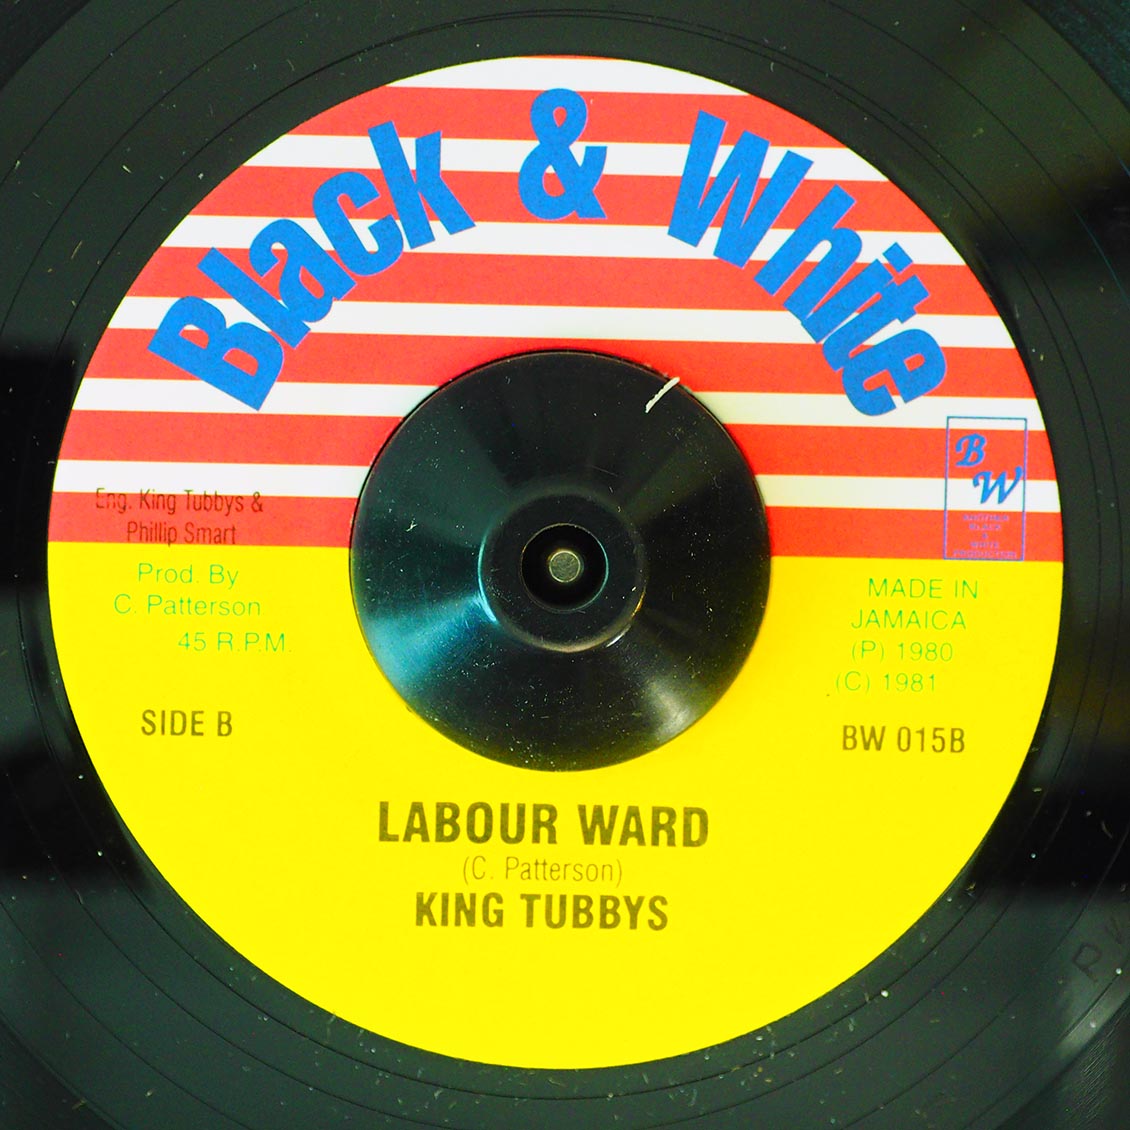 Black & White
B
W
Eng. King Tubbys &
Phillip Smart
Prod. By
C. Patterson
45 R.P.M.
MADE IN
JAMAICA
(P) 1980
(C) 1981
SIDE B
BW 015B
LABOUR WARD
(C. Patterson)
KING TUBBYS